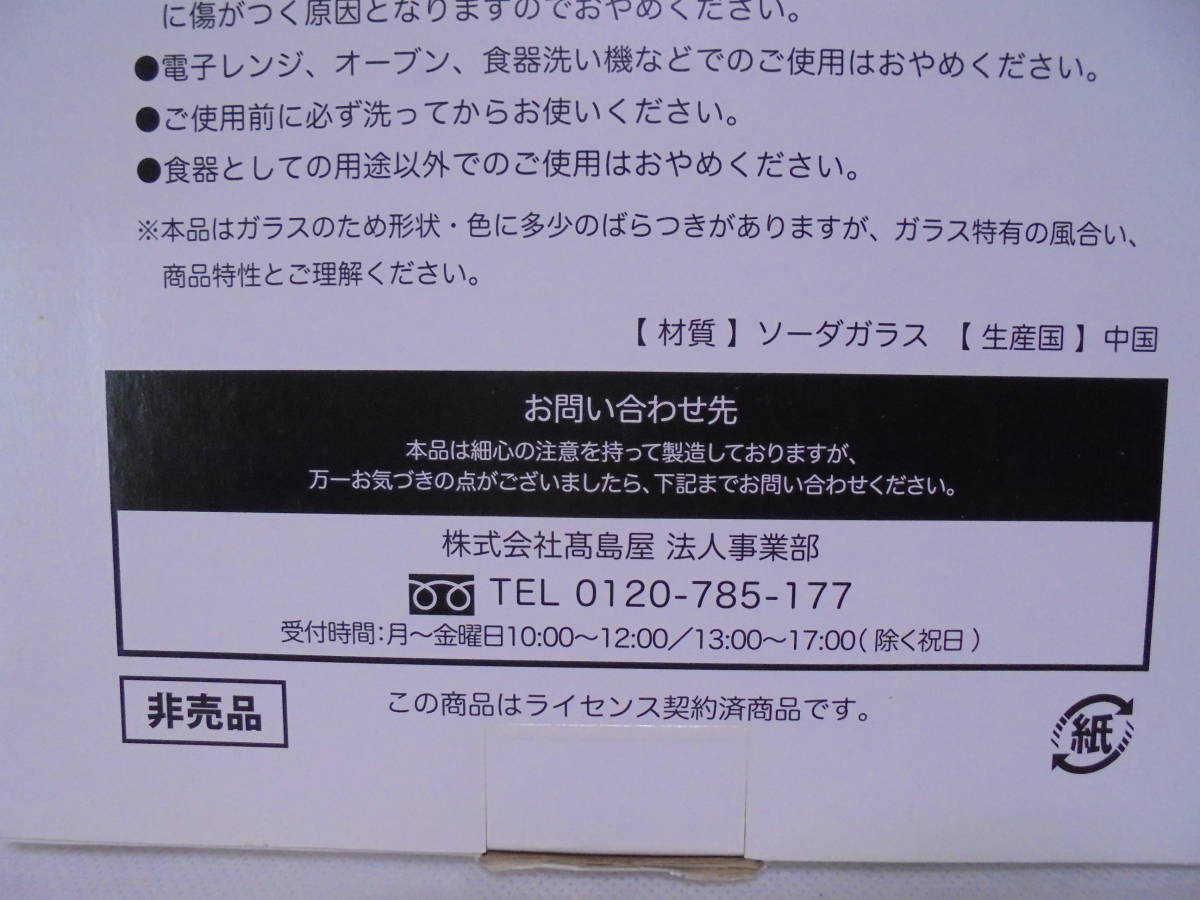 に傷がつく原因となりますのでおやめください。
●電子レンジ、オーブン、食器洗い機などでのご使用はおやめください。
●ご使用前に必ず洗ってからお使いください。
●食器としての用途以外でのご使用はおやめください。
※本品はガラスのため形状・色に多少のばらつきがありますが、ガラス特有の風合い、
商品特性とご理解ください。
【 材質 】 ソーダガラス 【 生産国 】 中国
お問い合わせ先
本品は細心の注意を持って製造しておりますが、
万一お気づきの点がございましたら、下記までお問い合わせください。
株式会社髙島屋 法人事業部
TEL 0120-785-177
受付時間：月〜金曜日10:00〜12:00／13:00〜17:00( 除く祝日 )
非売品
この商品はライセンス契約済商品です。
紙